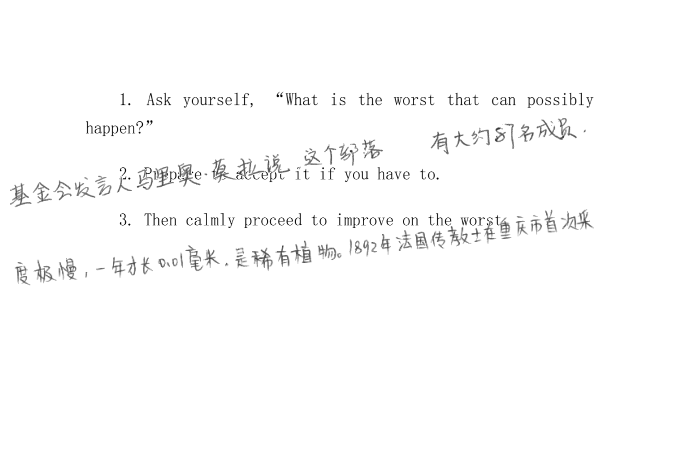 1. Ask yourself, “What is the worst that can possibly
happen?”
有大约87名成员.
基金会发言人马里奥·莫拉说 这个部落
2. Prepare to accept it if you have to.
3. Then calmly proceed to improve on the worst.
度极慢,一年才长0.01毫米.是稀有植物。1892年法国传教士在重庆市首次采